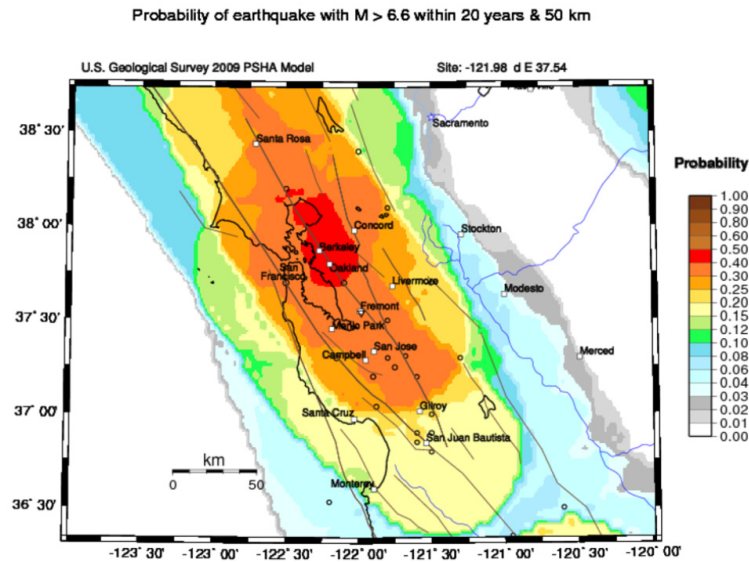 Probability of earthquake with M > 6.6 within 20 years & 50 km
U.S. Geological Survey 2009 PSHA Model
Site: -121.98 d E 37.54
Sacramento
38° 30'
Santa Rosa
Probability
1.00
0.90
0.80
0.60
0.50
0.40
0.30
0.25
0.20
0.15
0.12
0.10
0.08
0.06
0.04
0.03
0.02
0.01
0.00
38° 00'
Concord
Stockton
Berkeley
San
Francisco
Oakland
Livermore
Modesto
37° 30'
Fremont
Menlo Park
San Jose
Campbell
Merced
37° 00'
Santa Cruz
Gilroy
San Juan Bautista
km
0 50
Monterey
36° 30'
-123° 30' -123° 00' -122° 30' -122° 00' -121° 30' -121° 00' -120° 30' -120° 00'